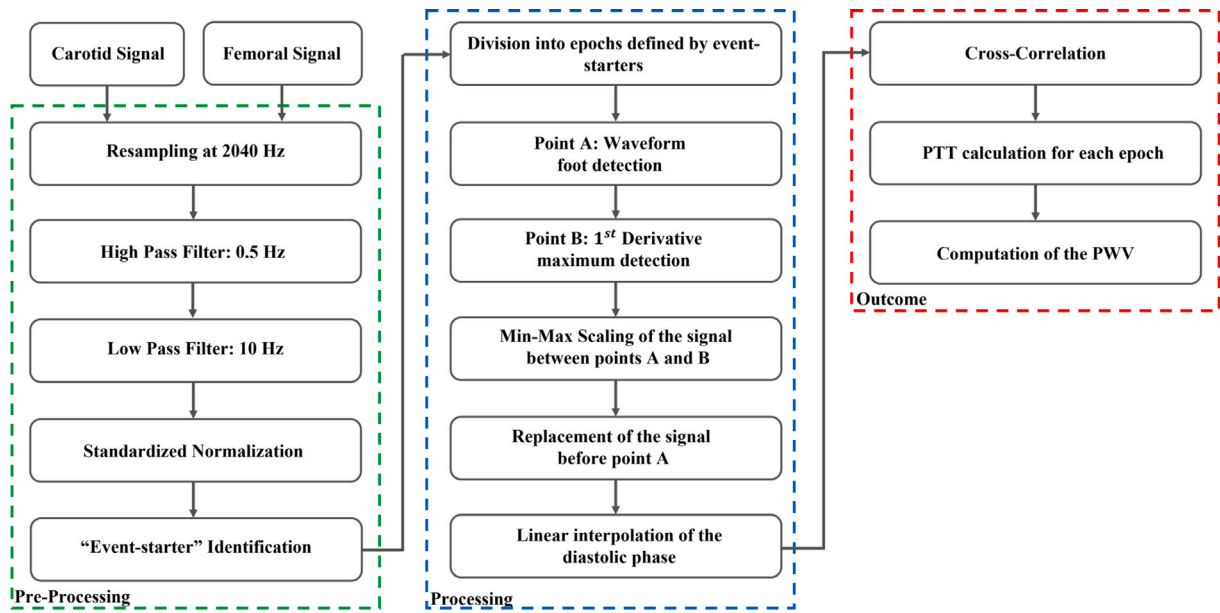 Carotid Signal
Femoral Signal
Resampling at 2040 Hz
High Pass Filter: 0.5 Hz
Low Pass Filter: 10 Hz
Standardized Normalization
“Event-starter” Identification
Pre-Processing
Division into epochs defined by event-
starters
Point A: Waveform
foot detection
Point B: 1st Derivative
maximum detection
Min-Max Scaling of the signal
between points A and B
Replacement of the signal
before point A
Linear interpolation of the
diastolic phase
Processing
Cross-Correlation
PTT calculation for each epoch
Computation of the PWV
Outcome